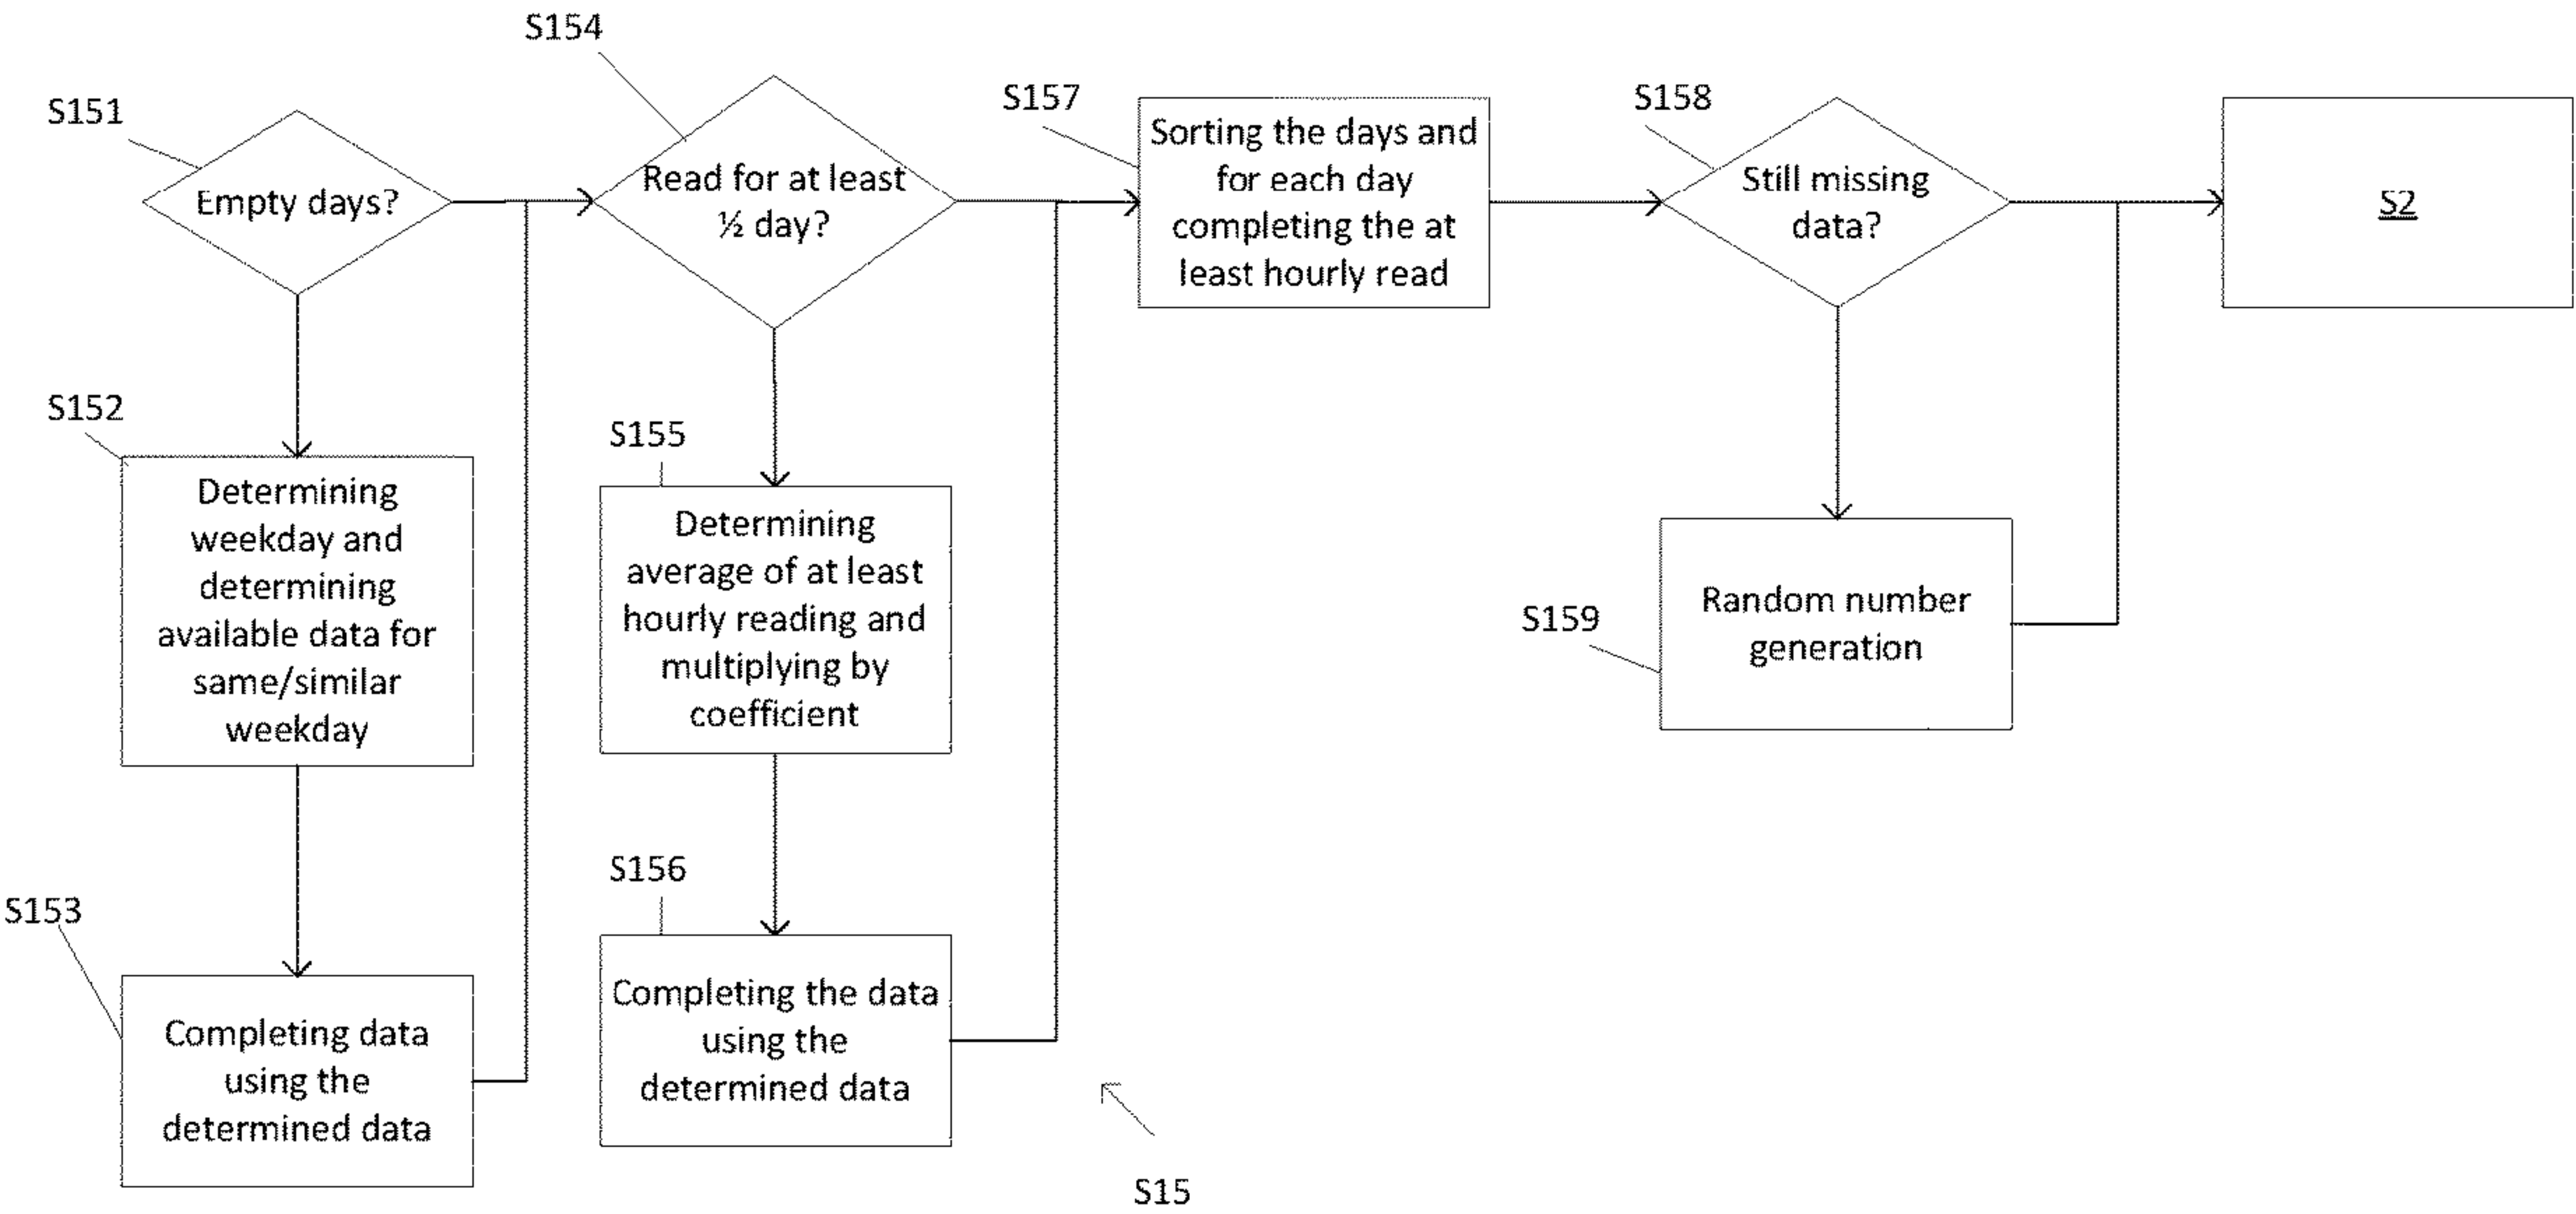 S151
Empty days?
S152
Determining
weekday and
determining
available data for
same/similar
weekday
S153
Completing data
using the
determined data
S154
Read for at least
½ day?
S155
Determining
average of at least
hourly reading and
multiplying by
coefficient
S156
Completing the data
using the
determined data
S157
Sorting the days and
for each day
completing the at
least hourly read
S158
Still missing
data?
S159
Random number
generation
S2
S15